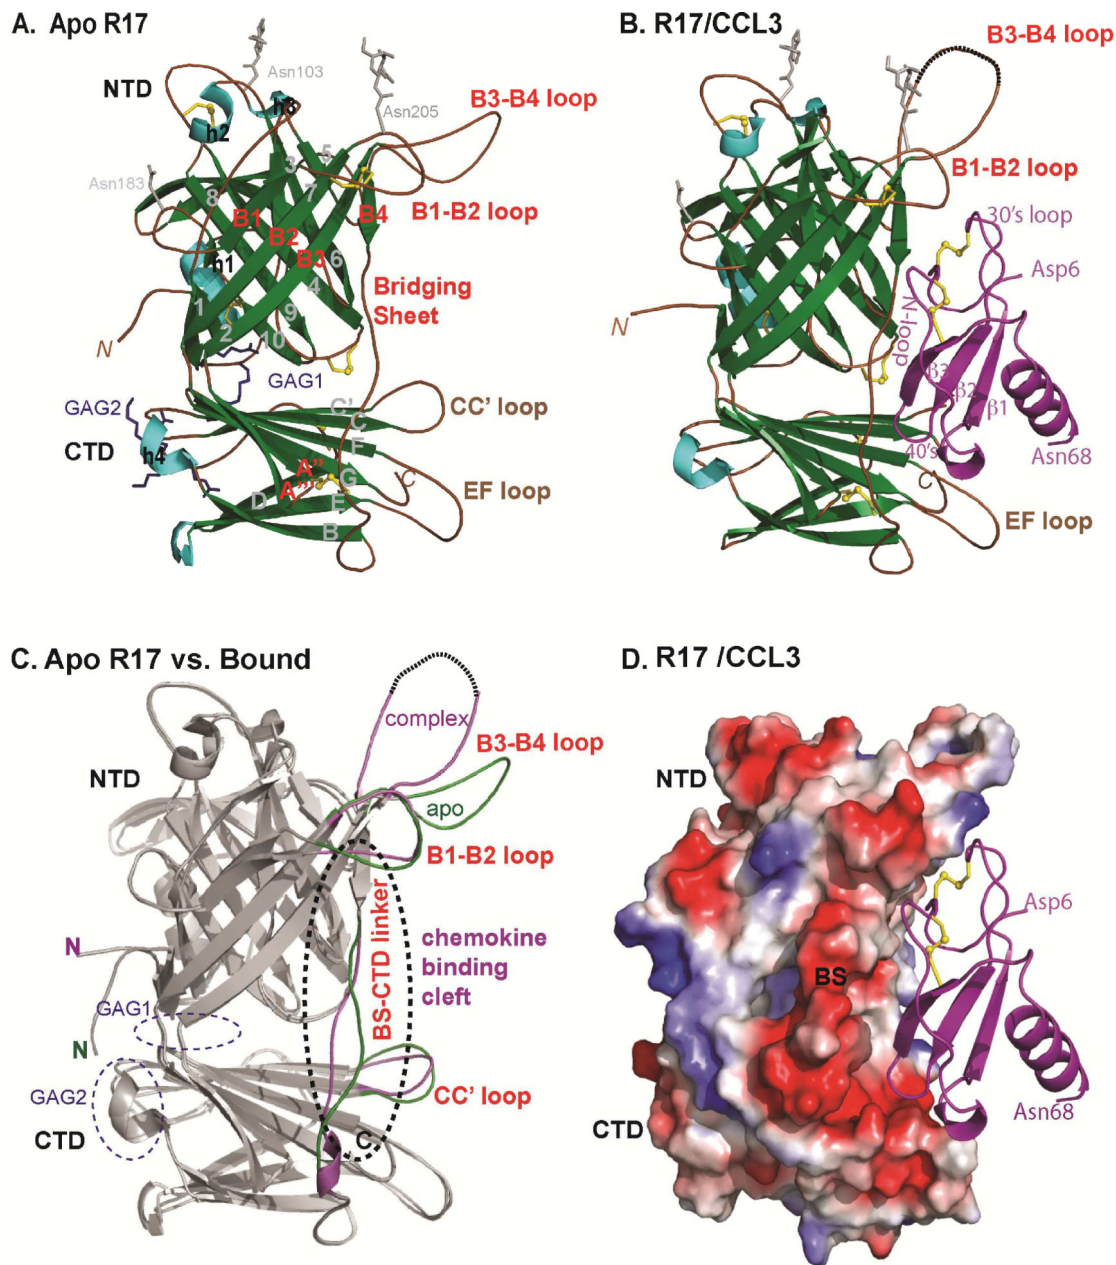 A. Apo R17
NTD
Asn103
h3
h2
Asn205
B3-B4 loop
Asn183
3
5
8
7
B1
B4
B1-B2 loop
B2
h1
B3
6
4
Bridging
Sheet
1
9
N
2
10
GAG1
GAG2
CTD
C'
C
CC' loop
h4
F
A''
G
C
A'''
D
E
EF loop
B
B. R17/CCL3
B3-B4 loop
B1-B2 loop
30's loop
Asp6
N-loop
N
β3
β2
β1
40's
C
Asn68
EF loop
C. Apo R17 vs. Bound
complex
NTD
B3-B4 loop
apo
B1-B2 loop
BS-CTD linker
chemokine
binding
cleft
N
GAG1
N
GAG2
CC' loop
CTD
C
D. R17 /CCL3
NTD
Asp6
BS
Asn68
CTD